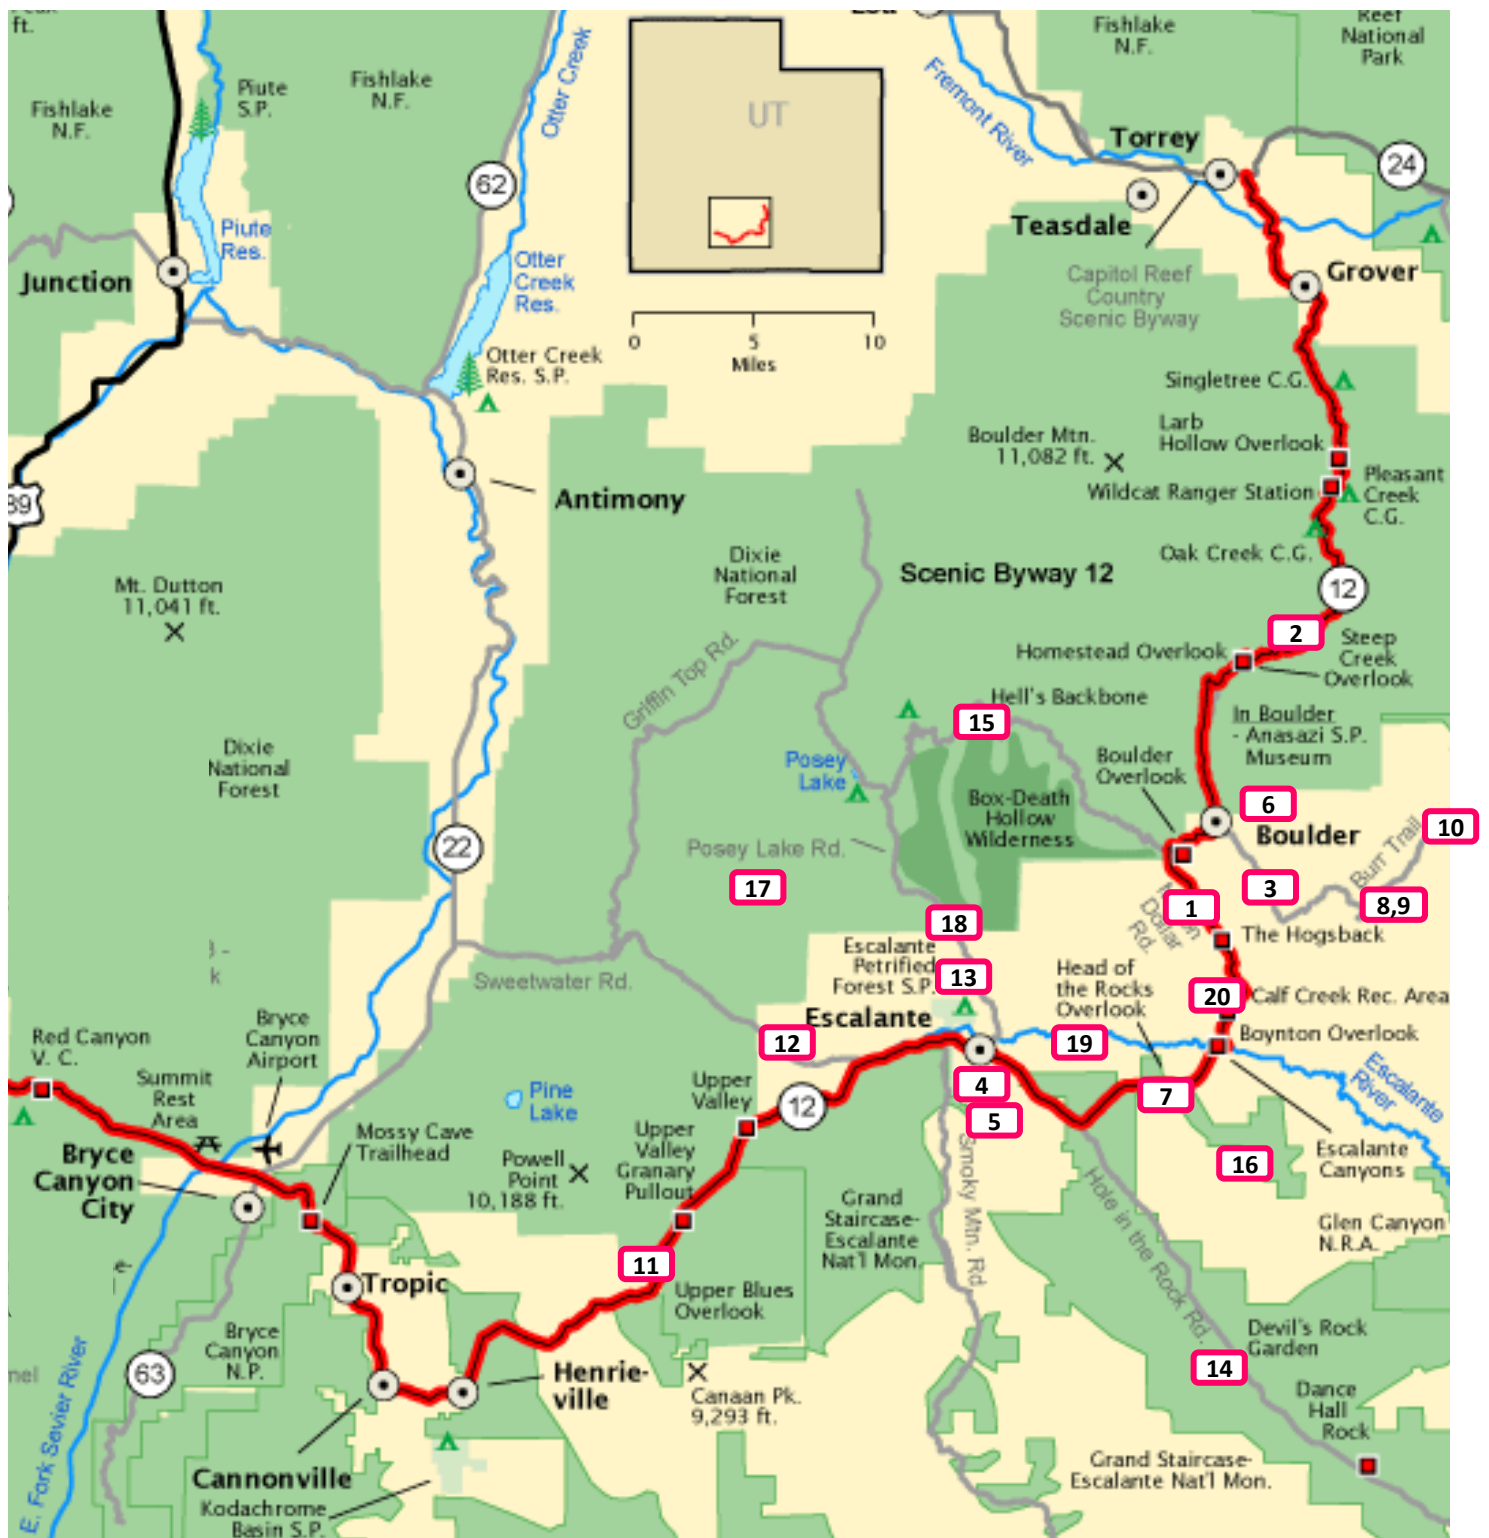 ft.
Fishlake
N.F.
Piute
S.P.
Fishlake
N.F.
Otter Creek
62
UT
Fremont River
Fishlake
N.F.
Reef
National
Park
Torrey
24
Teasdale
Piute
Res.
Junction
Otter
Creek
Res.
Capitol Reef
Country
Scenic Byway
Grover
0
5
10
Miles
Otter Creek
Res. S.P.
Singletree C.G.
Larb
Hollow Overlook
Boulder Mtn.
11,082 ft.
Wildcat Ranger Station
Pleasant
Creek
C.G.
89
Antimony
Oak Creek C.G.
Dixie
National
Forest
Scenic Byway 12
12
Mt. Dutton
11,041 ft.
2
Steep
Creek
Overlook
Homestead Overlook
Griffin Top Rd.
Hell's Backbone
15
In Boulder
- Anasazi S.P.
Museum
Dixie
National
Forest
Posey
Lake
Boulder
Overlook
Box-Death
Hollow
Wilderness
6
Boulder
10
Burr Trail
22
Posey Lake Rd.
17
3
8,9
1
Dollar
Rd.
18
The Hogsback
Escalante
Petrified
Forest S.P.
13
Head of
the Rocks
Overlook
20
Calf Creek Rec. Area
Sweetwater Rd.
Escalante
12
19
Boynton Overlook
Red Canyon
V. C.
Bryce
Canyon
Airport
Summit
Rest
Area
Pine
Lake
Upper
Valley
12
4
5
7
Escalante
River
Mossy Cave
Trailhead
Bryce
Canyon
City
Powell
Point
10,188 ft.
Upper
Valley
Granary
Pullout
Smoky Mtn. Rd
Hole in the Rock Rd.
16
Escalante
Canyons
Grand
Staircase-
Escalante
Nat'l Mon.
Glen Canyon
N.R.A.
11
Tropic
Upper Blues
Overlook
Bryce
Canyon
N.P.
63
Henrie-
ville
Canaan Pk.
9,293 ft.
Devil's Rock
Garden
14
Dance
Hall
Rock
E. Fork Sevier River
Cannonville
Kodachrome
Basin S.P.
Grand Staircase-
Escalante Nat'l Mon.